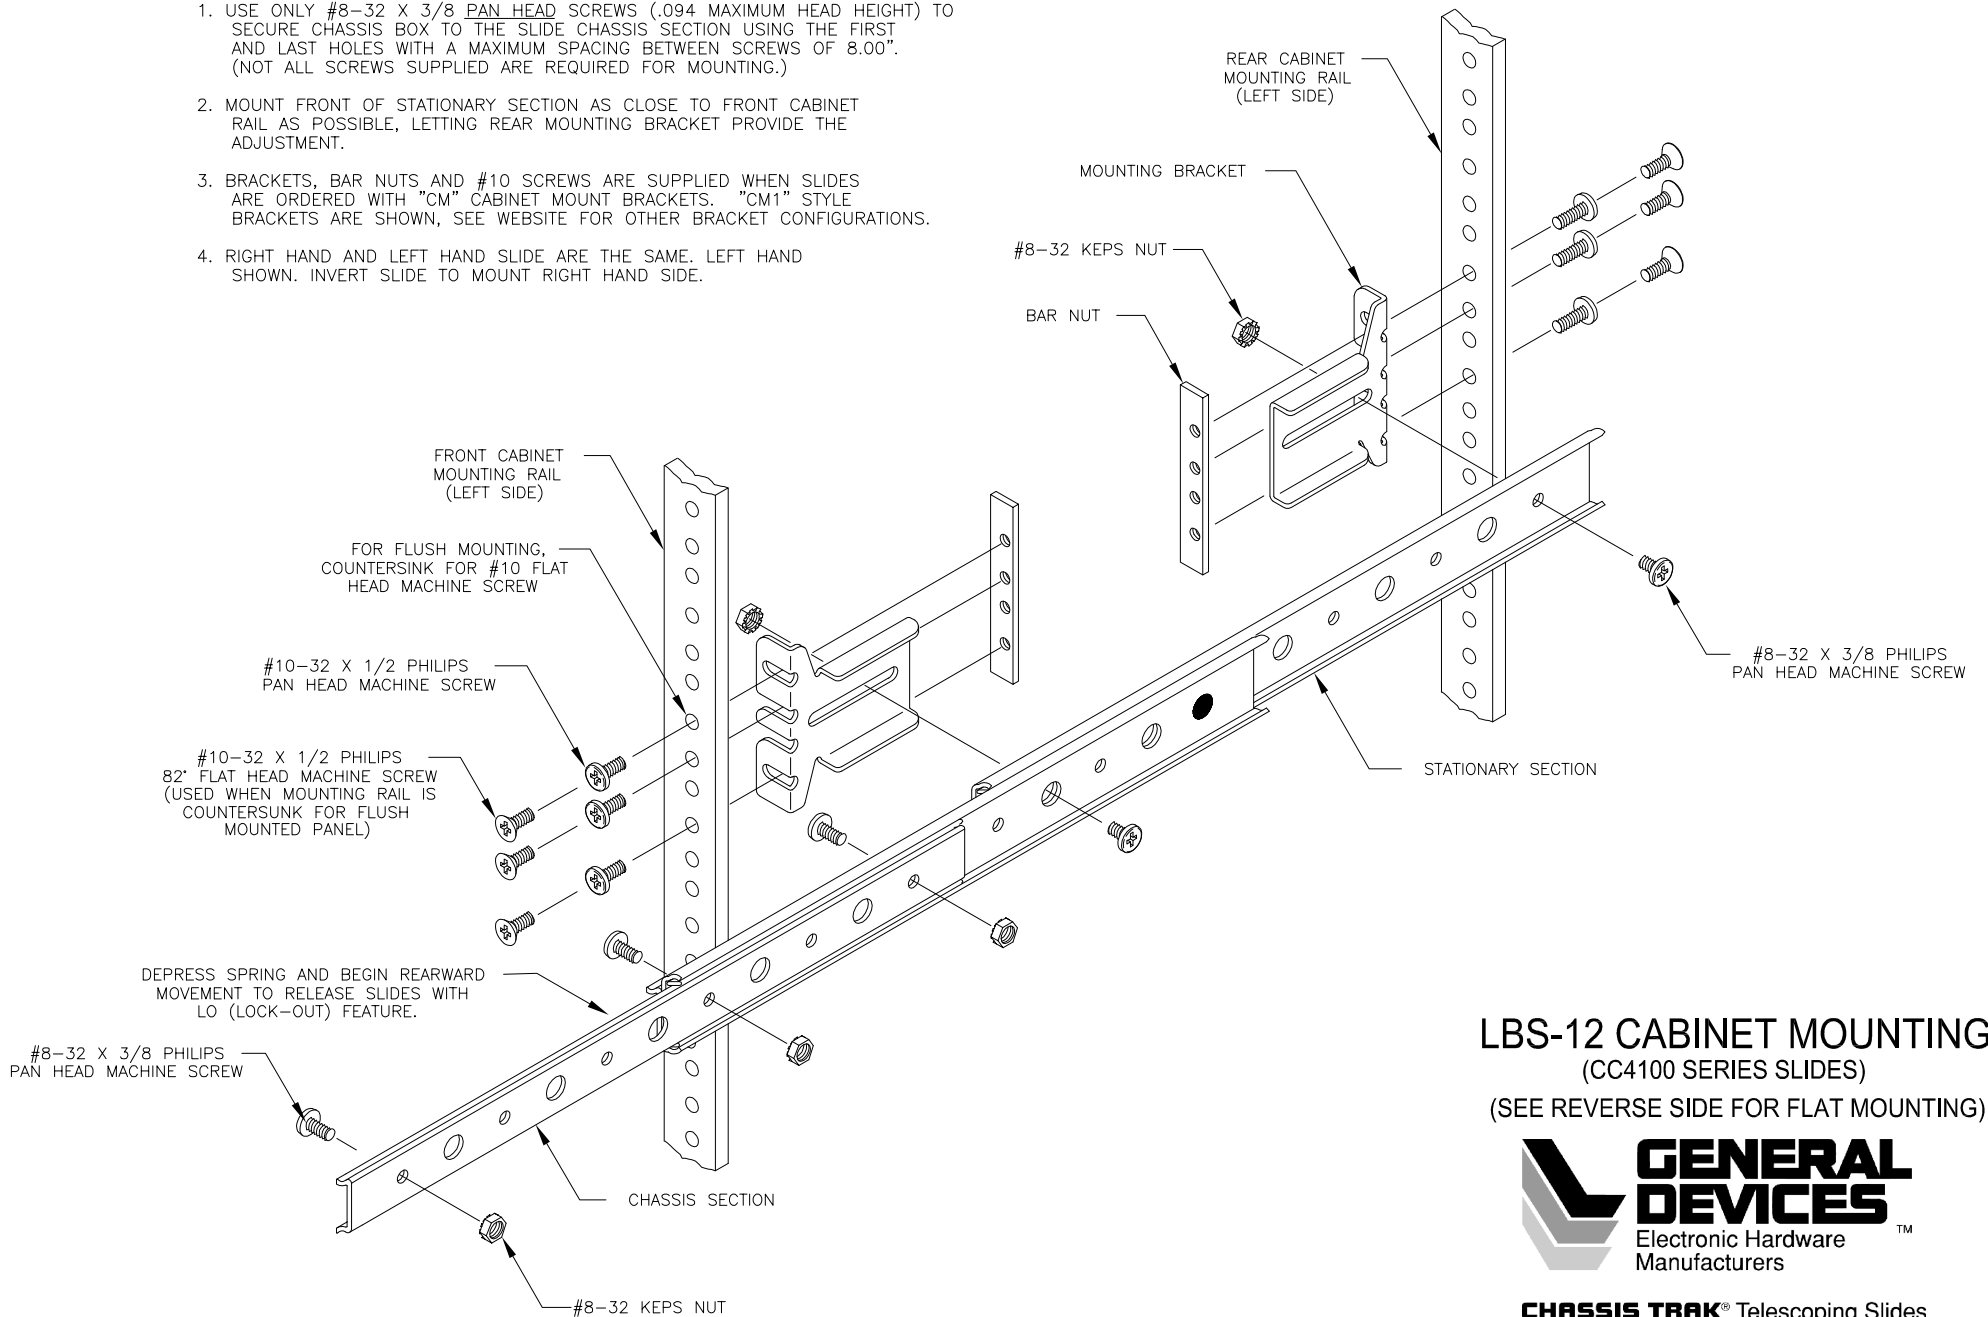 1. USE ONLY #8-32 X 3/8 PAN HEAD SCREWS (.094 MAXIMUM HEAD HEIGHT) TO
SECURE CHASSIS BOX TO THE SLIDE CHASSIS SECTION USING THE FIRST
AND LAST HOLES WITH A MAXIMUM SPACING BETWEEN SCREWS OF 8.00".
(NOT ALL SCREWS SUPPLIED ARE REQUIRED FOR MOUNTING.)
2. MOUNT FRONT OF STATIONARY SECTION AS CLOSE TO FRONT CABINET
RAIL AS POSSIBLE, LETTING REAR MOUNTING BRACKET PROVIDE THE
ADJUSTMENT.
3. BRACKETS, BAR NUTS AND #10 SCREWS ARE SUPPLIED WHEN SLIDES
ARE ORDERED WITH "CM" CABINET MOUNT BRACKETS. "CM1" STYLE
BRACKETS ARE SHOWN, SEE WEBSITE FOR OTHER BRACKET CONFIGURATIONS.
4. RIGHT HAND AND LEFT HAND SLIDE ARE THE SAME. LEFT HAND
SHOWN. INVERT SLIDE TO MOUNT RIGHT HAND SIDE.
REAR CABINET
MOUNTING RAIL
(LEFT SIDE)
MOUNTING BRACKET
#8-32 KEPS NUT
BAR NUT
FRONT CABINET
MOUNTING RAIL
(LEFT SIDE)
FOR FLUSH MOUNTING,
COUNTERSINK FOR #10 FLAT
HEAD MACHINE SCREW
#10-32 X 1/2 PHILIPS
PAN HEAD MACHINE SCREW
#10-32 X 1/2 PHILIPS
82° FLAT HEAD MACHINE SCREW
(USED WHEN MOUNTING RAIL IS
COUNTERSUNK FOR FLUSH
MOUNTED PANEL)
#8-32 X 3/8 PHILIPS
PAN HEAD MACHINE SCREW
STATIONARY SECTION
DEPRESS SPRING AND BEGIN REARWARD
MOVEMENT TO RELEASE SLIDES WITH
LO (LOCK-OUT) FEATURE.
#8-32 X 3/8 PHILIPS
PAN HEAD MACHINE SCREW
CHASSIS SECTION
#8-32 KEPS NUT
LBS-12 CABINET MOUNTING
(CC4100 SERIES SLIDES)
(SEE REVERSE SIDE FOR FLAT MOUNTING)
GENERAL
DEVICES ™
Electronic Hardware
Manufacturers
CHASSIS TRAK® Telescoping Slides